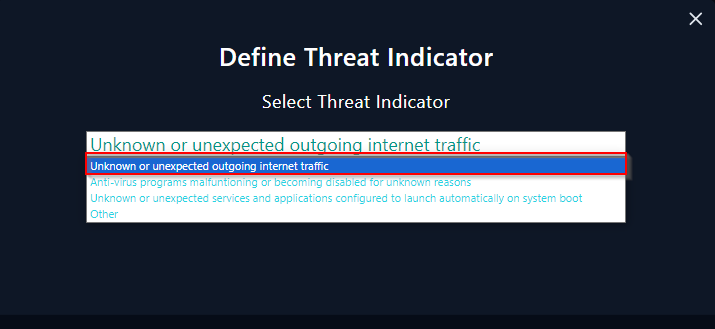 Define Threat Indicator
Select Threat Indicator
Unknown or unexpected outgoing internet traffic
Unknown or unexpected outgoing internet traffic
Anti-virus programs malfuntioning or becoming disabled for unknown reasons
Unknown or unexpected services and applications configured to launch automatically on system boot
Other